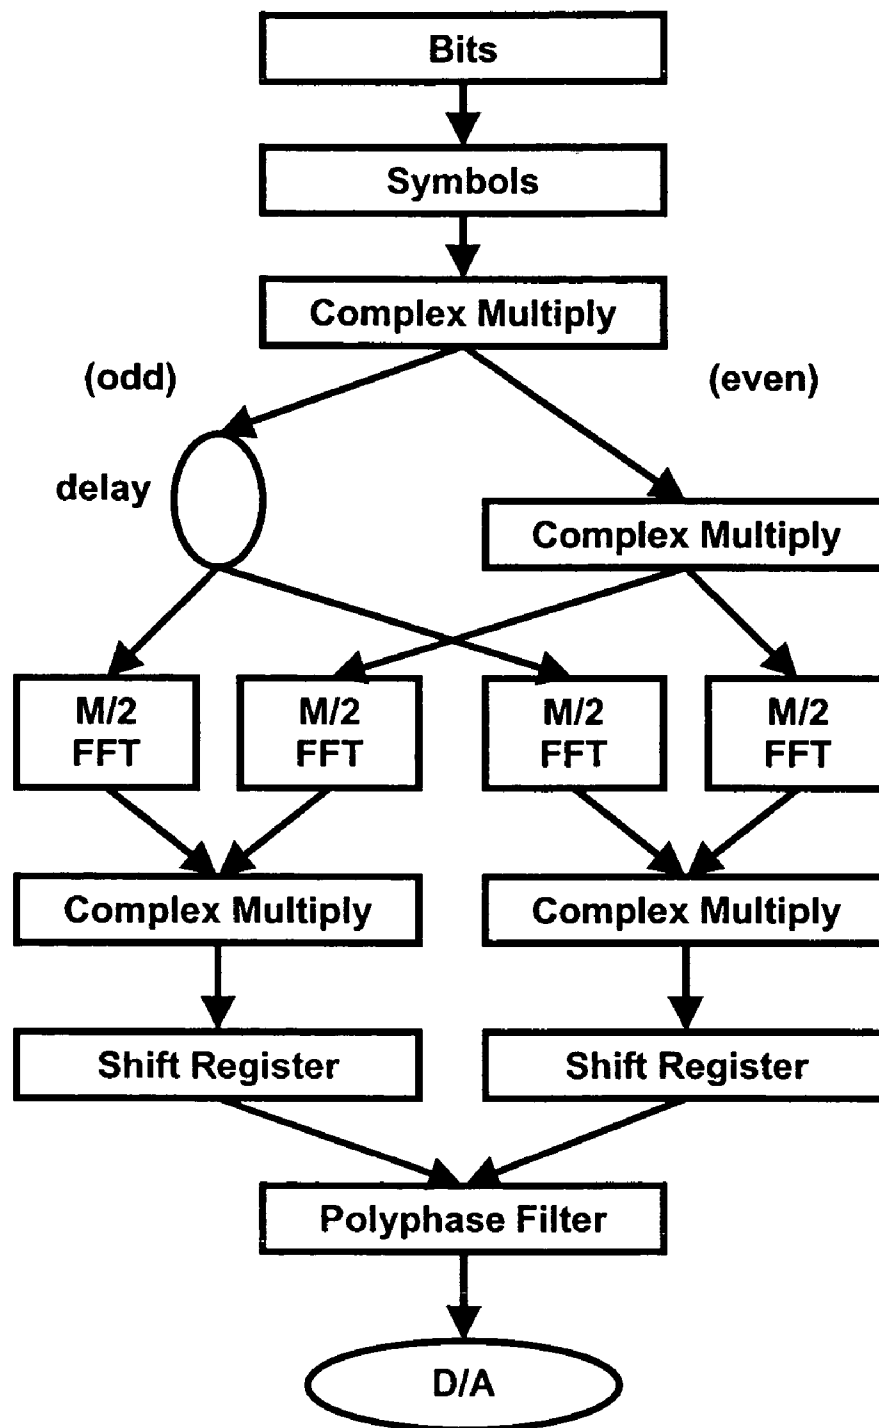 Bits
Symbols
Complex Multiply
(odd)
(even)
delay
Complex Multiply
M/2
FFT
M/2
FFT
M/2
FFT
M/2
FFT
Complex Multiply
Complex Multiply
Shift Register
Shift Register
Polyphase Filter
D/A